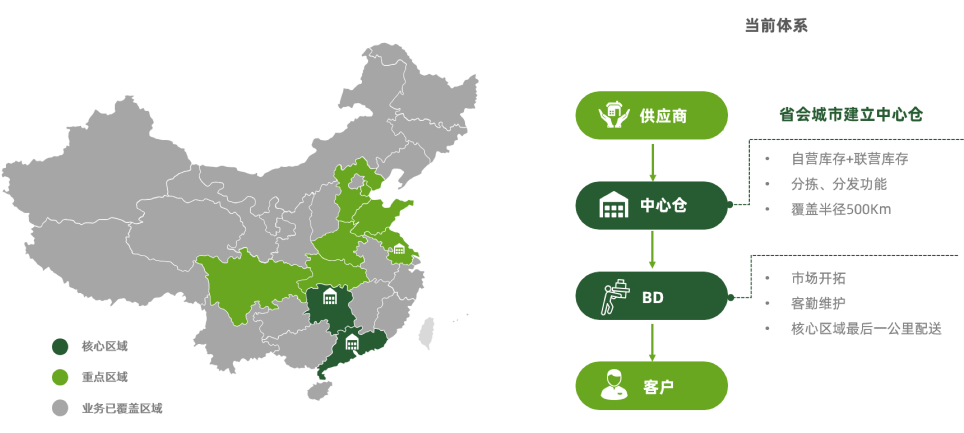 当前体系
供应商
省会城市建立中心仓
• 自营库存+联营库存
• 分拣、分发功能
• 覆盖半径500Km
中心仓
• 市场开拓
• 客勤维护
• 核心区域最后一公里配送
BD
客户
核心区域
重点区域
业务已覆盖区域